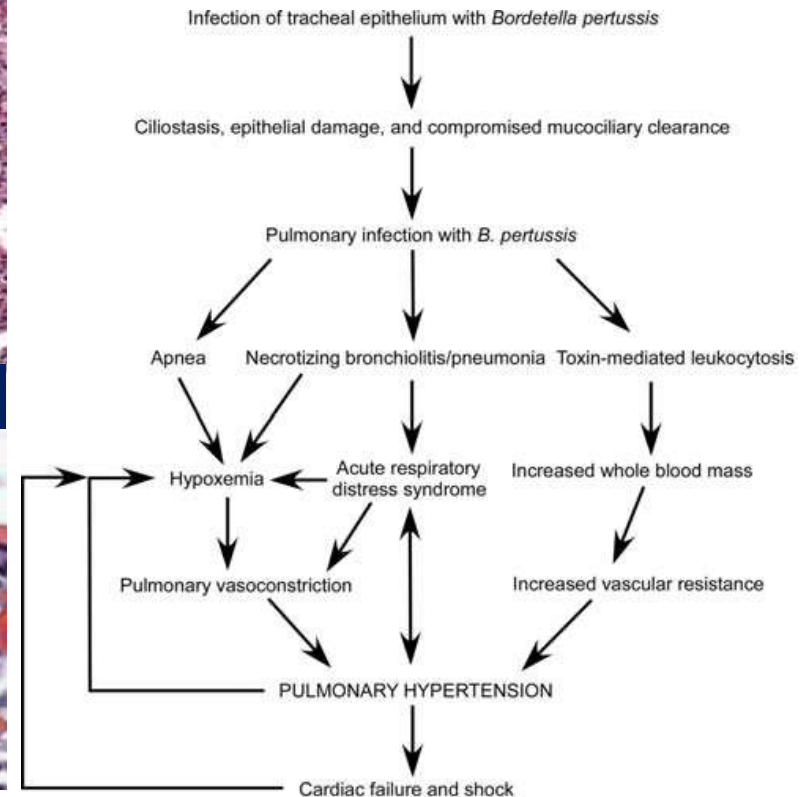 Infection of tracheal epithelium with Bordetella pertussis
Ciliostasis, epithelial damage, and compromised mucociliary clearance
Pulmonary infection with B. pertussis
Apnea
Necrotizing bronchiolitis/pneumonia
Toxin-mediated leukocytosis
Hypoxemia
Acute respiratory
distress syndrome
Increased whole blood mass
Pulmonary vasoconstriction
Increased vascular resistance
PULMONARY HYPERTENSION
Cardiac failure and shock